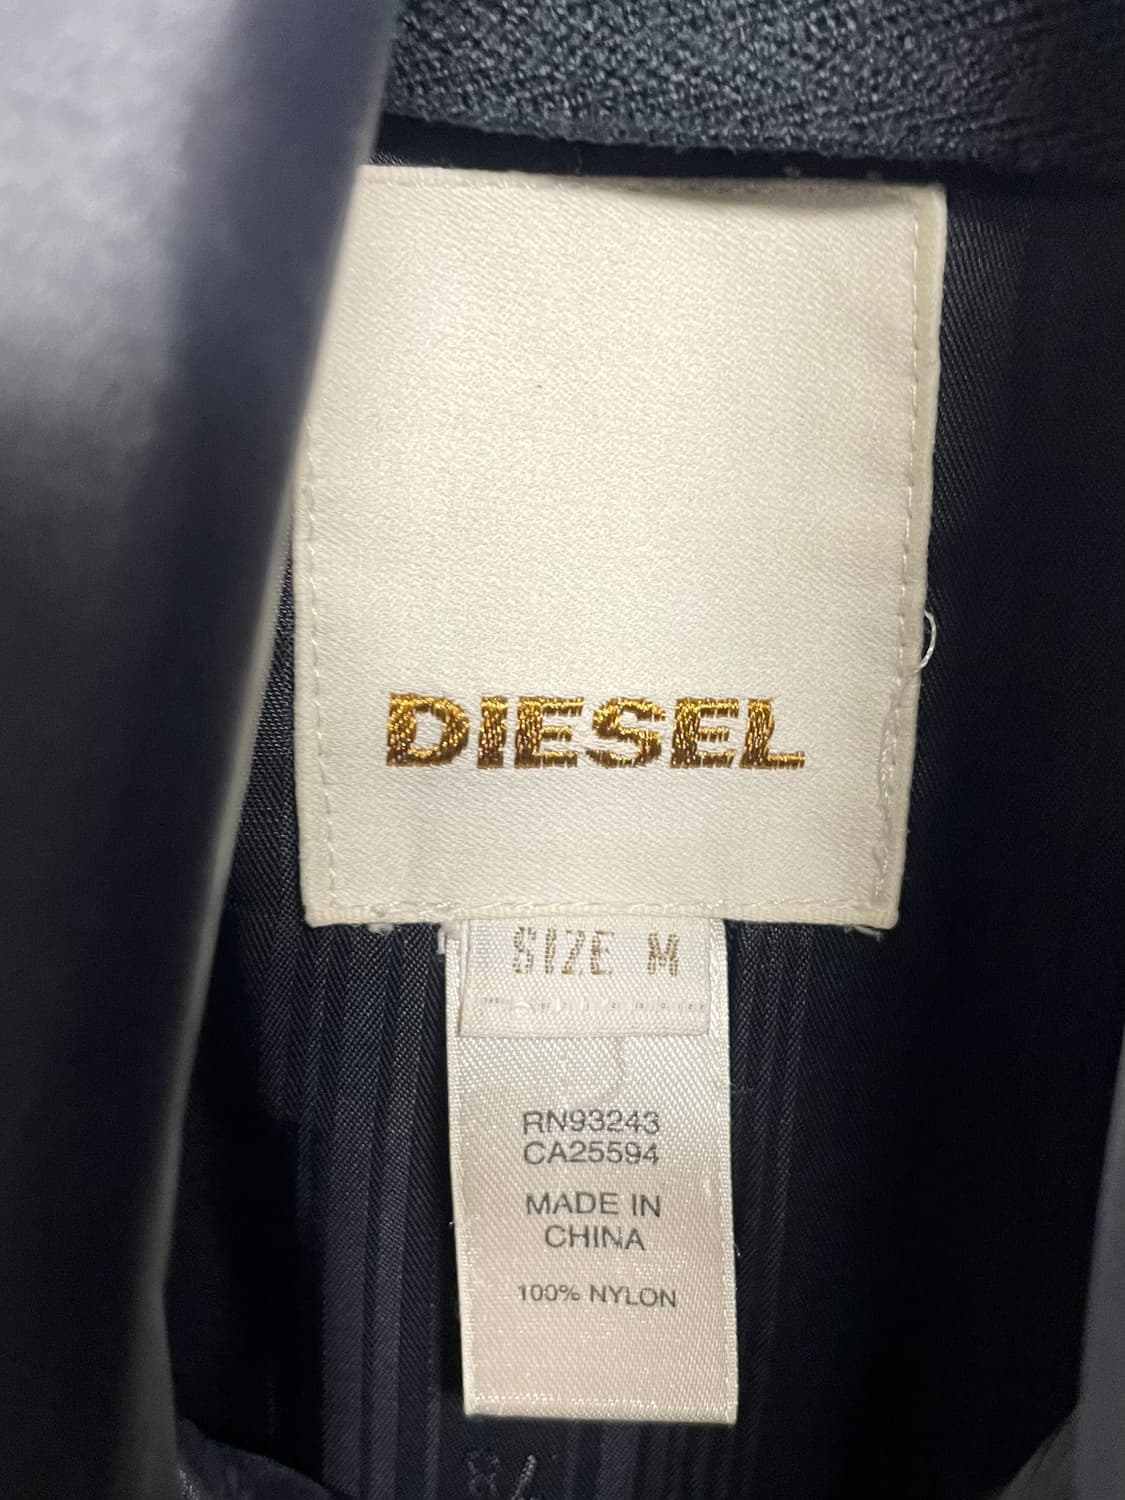 DIESEL
SIZE M
RN93243
CA25594
MADE IN
CHINA
100% NYLON